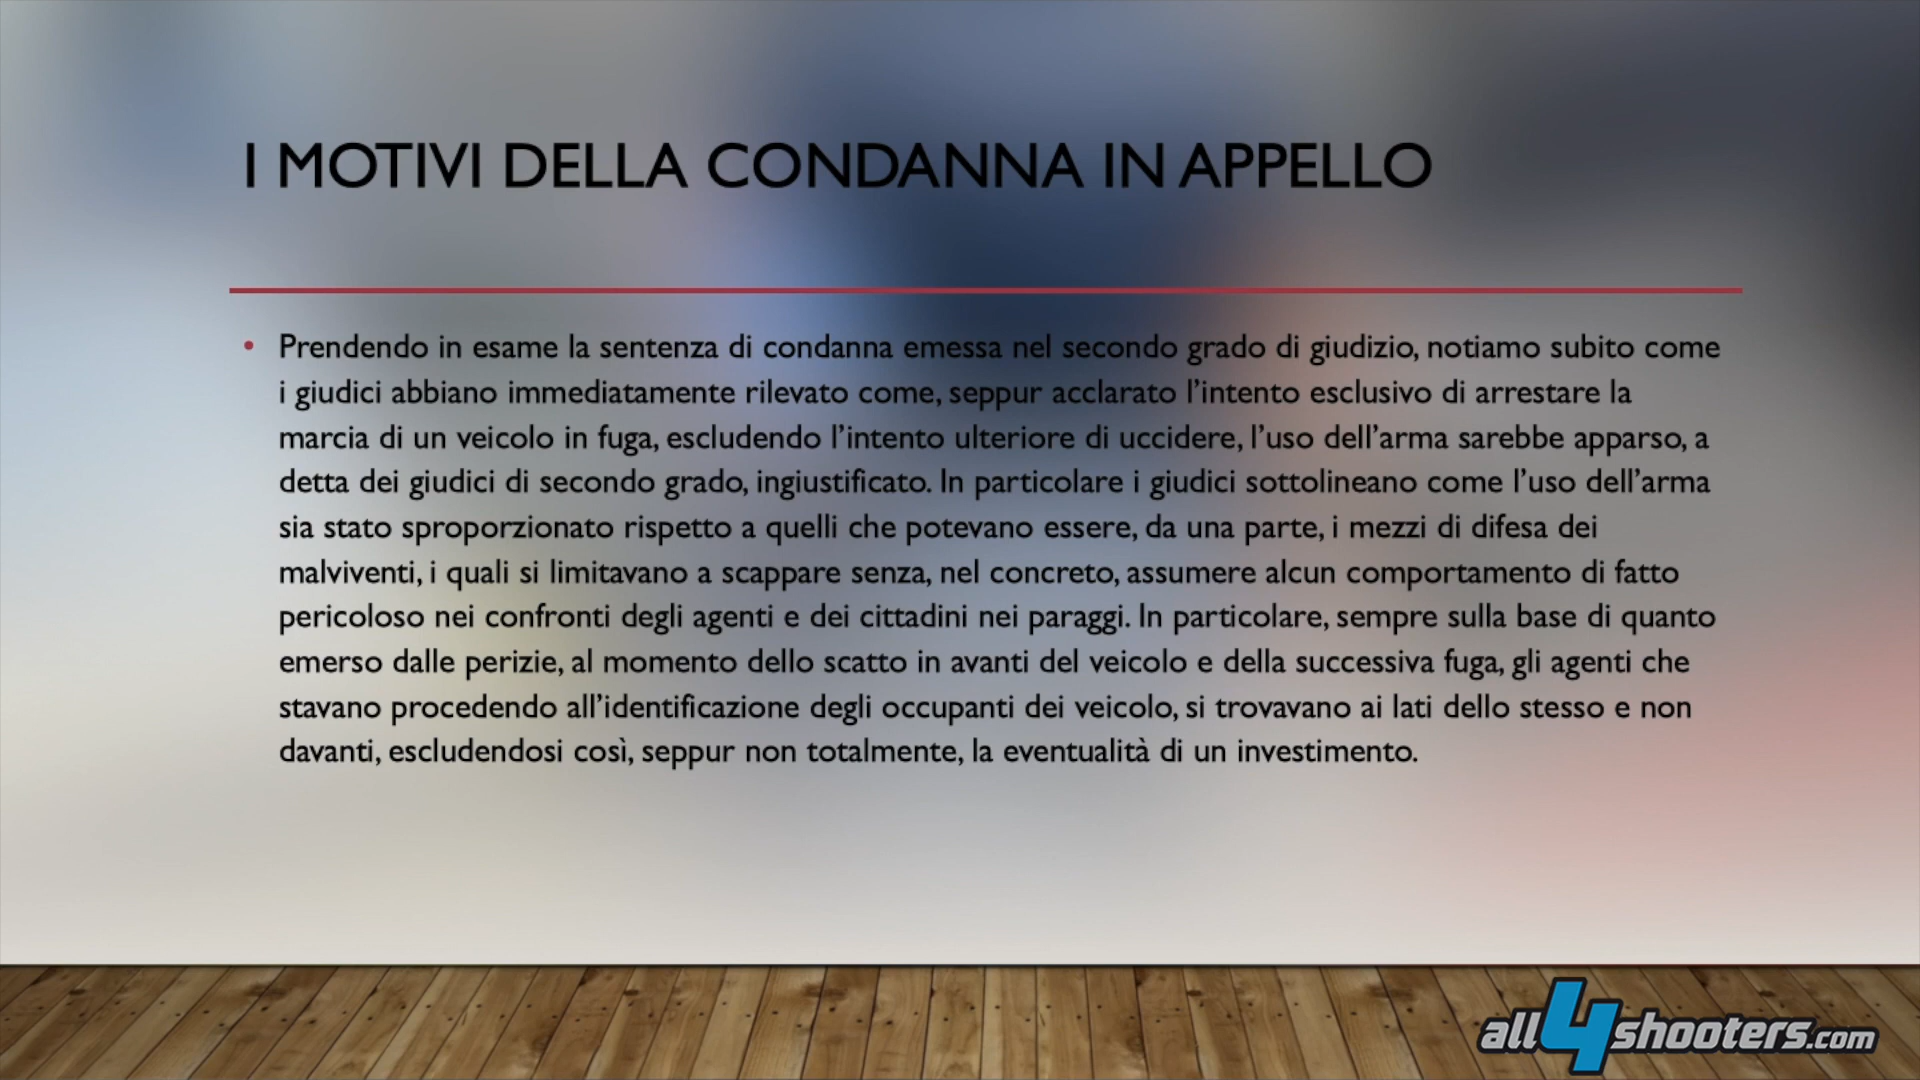 I MOTIVI DELLA CONDANNA IN APPELLO
• Prendendo in esame la sentenza di condanna emessa nel secondo grado di giudizio, notiamo subito come
i giudici abbiano immediatamente rilevato come, seppur acclarato l’intento esclusivo di arrestare la
marcia di un veicolo in fuga, escludendo l’intento ulteriore di uccidere, l’uso dell’arma sarebbe apparso, a
detta dei giudici di secondo grado, ingiustificato. In particolare i giudici sottolineano come l’uso dell’arma
sia stato sproporzionato rispetto a quelli che potevano essere, da una parte, i mezzi di difesa dei
malviventi, i quali si limitavano a scappare senza, nel concreto, assumere alcun comportamento di fatto
pericoloso nei confronti degli agenti e dei cittadini nei paraggi. In particolare, sempre sulla base di quanto
emerso dalle perizie, al momento dello scatto in avanti del veicolo e della successiva fuga, gli agenti che
stavano procedendo all’identificazione degli occupanti dei veicolo, si trovavano ai lati dello stesso e non
davanti, escludendosi così, seppur non totalmente, la eventualità di un investimento.
all4shooters.com